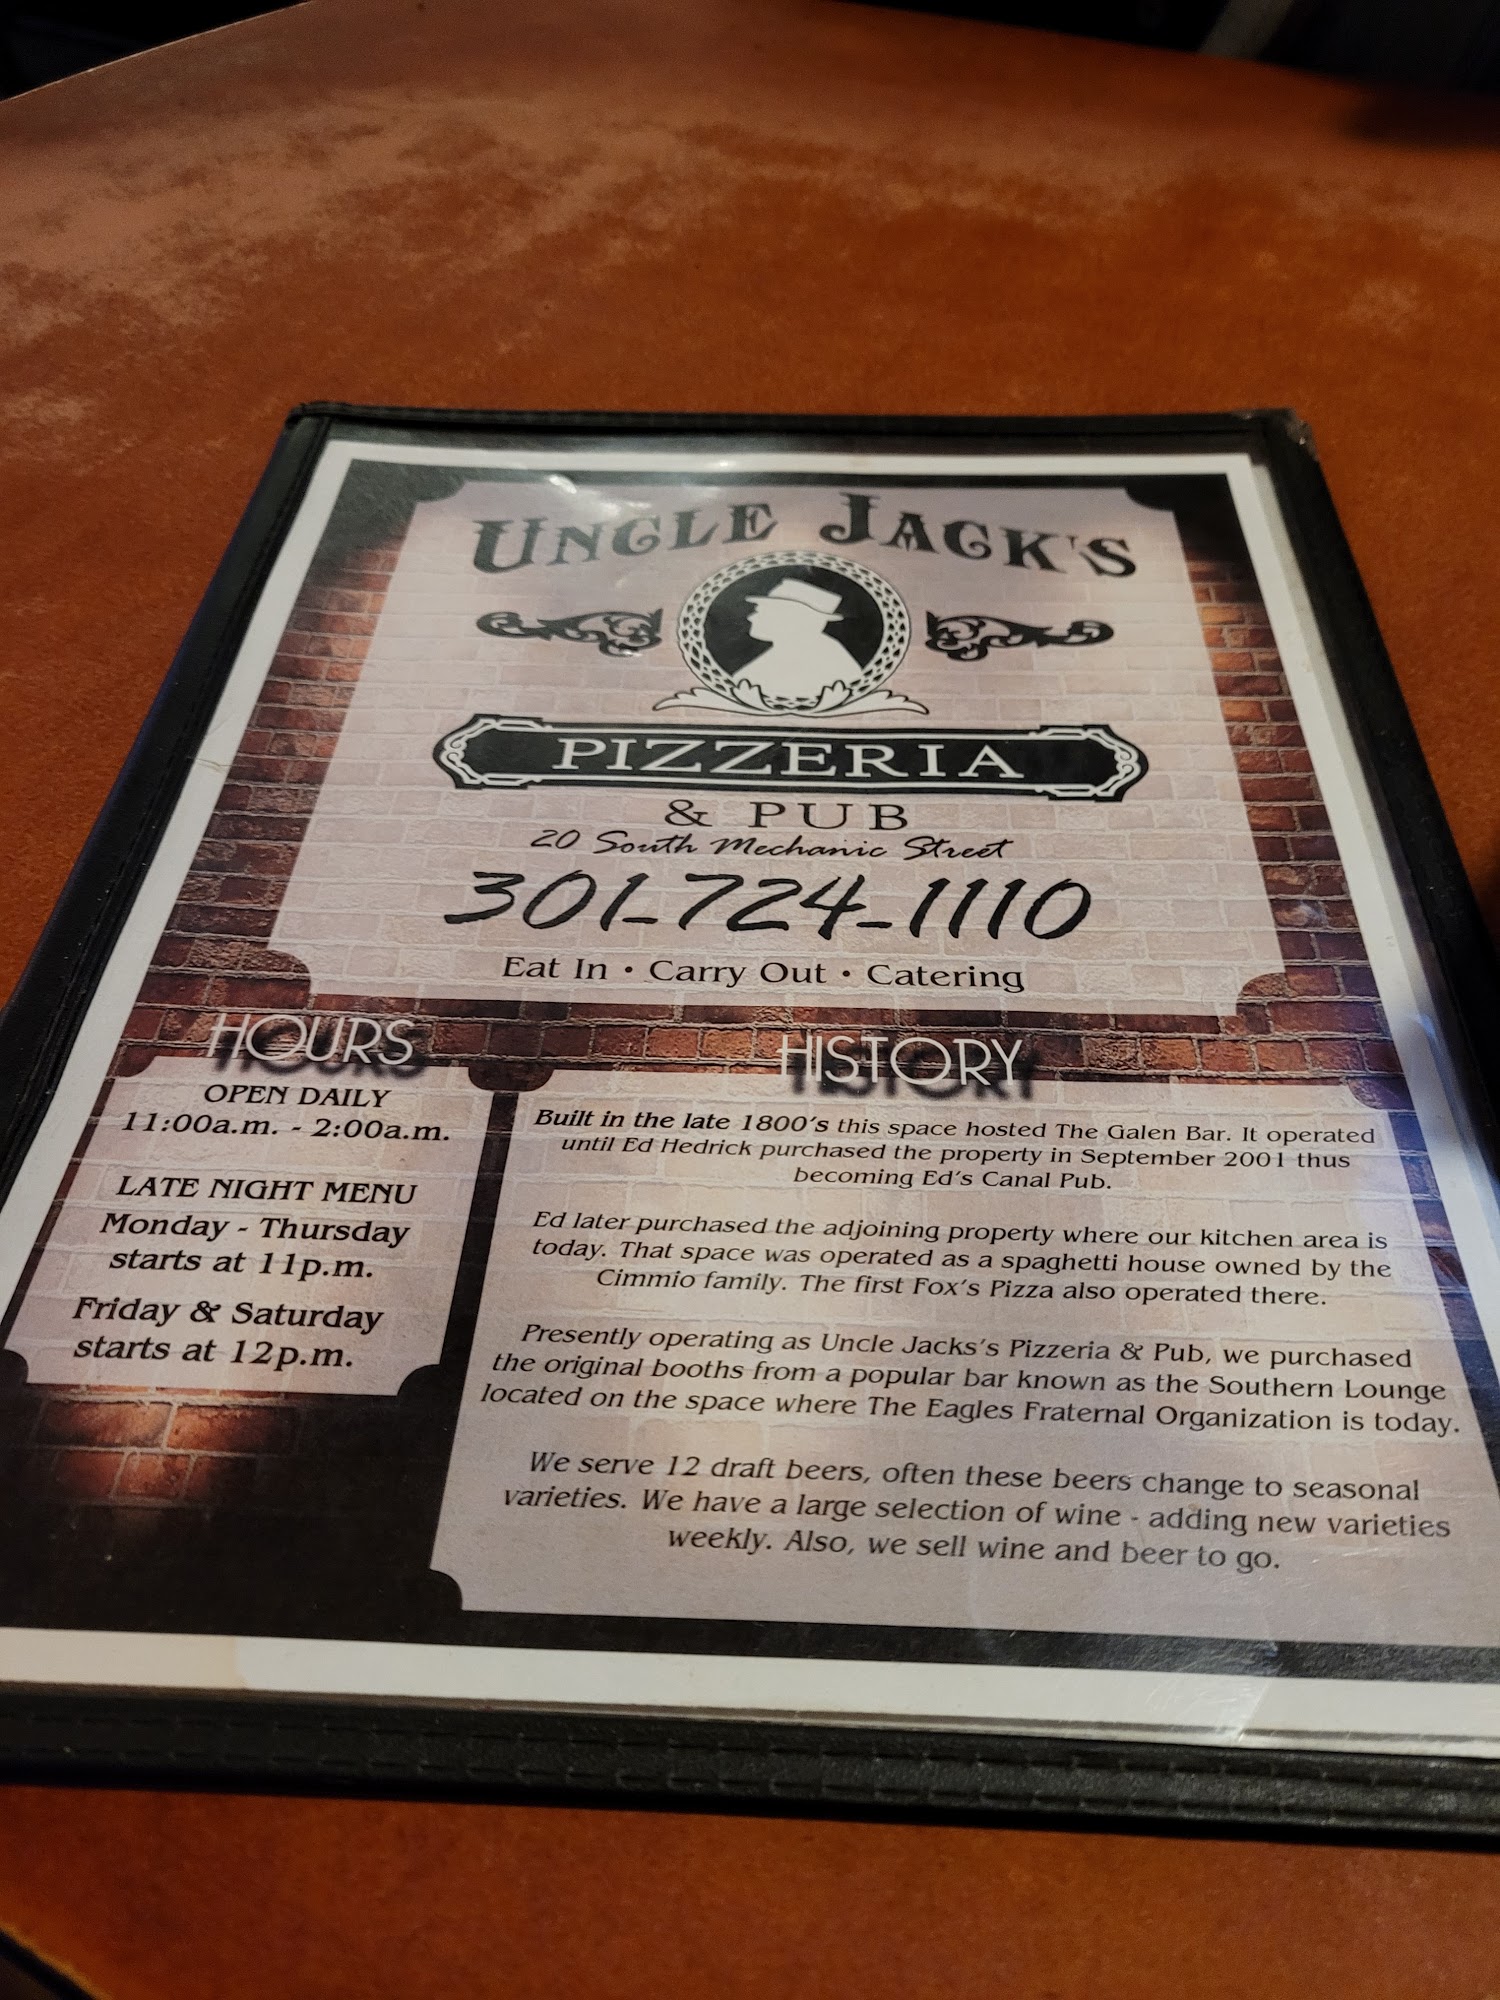 UNCLE JACK'S
PIZZERIA
& PUB
20 South Mechanic Street
301-724-1110
Eat In • Carry Out • Catering
HOURS
OPEN DAILY
11:00a.m. - 2:00a.m.
LATE NIGHT MENU
Monday - Thursday
starts at 11p.m.
Friday & Saturday
starts at 12p.m.
HISTORY
Built in the late 1800's this space hosted The Galen Bar. It operated
until Ed Hedrick purchased the property in September 2001 thus
becoming Ed's Canal Pub.
Ed later purchased the adjoining property where our kitchen area is
today. That space was operated as a spaghetti house owned by the
Cimmio family. The first Fox's Pizza also operated there.
Presently operating as Uncle Jacks's Pizzeria & Pub, we purchased
the original booths from a popular bar known as the Southern Lounge
located on the space where The Eagles Fraternal Organization is today.
We serve 12 draft beers, often these beers change to seasonal
varieties. We have a large selection of wine - adding new varieties
weekly. Also, we sell wine and beer to go.